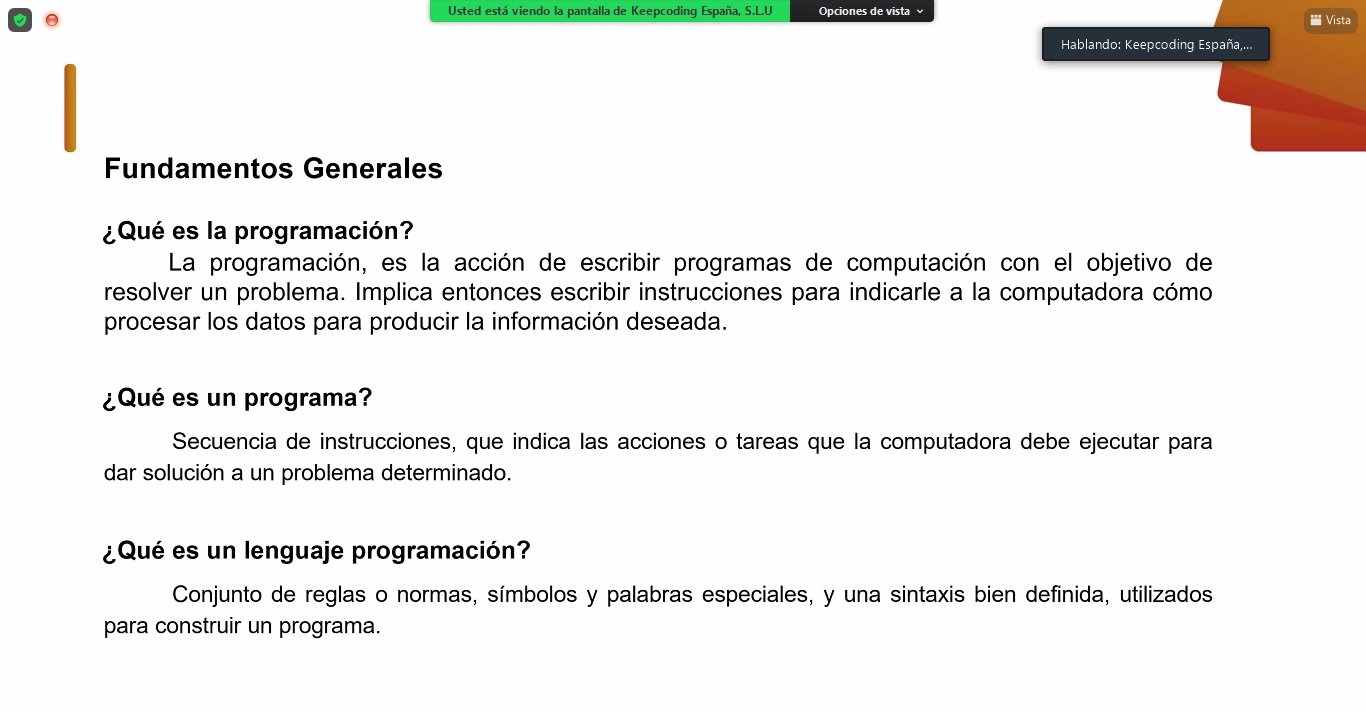 Usted está viendo la pantalla de Keepcoding España, S.L.U
Opciones de vista
Vista
Hablando: Keepcoding España,...
Fundamentos Generales
¿Qué es la programación?
La programación, es la acción de escribir programas de computación con el objetivo de
resolver un problema. Implica entonces escribir instrucciones para indicarle a la computadora cómo
procesar los datos para producir la información deseada.
¿Qué es un programa?
Secuencia de instrucciones, que indica las acciones o tareas que la computadora debe ejecutar para
dar solución a un problema determinado.
¿Qué es un lenguaje programación?
Conjunto de reglas o normas, símbolos y palabras especiales, y una sintaxis bien definida, utilizados
para construir un programa.